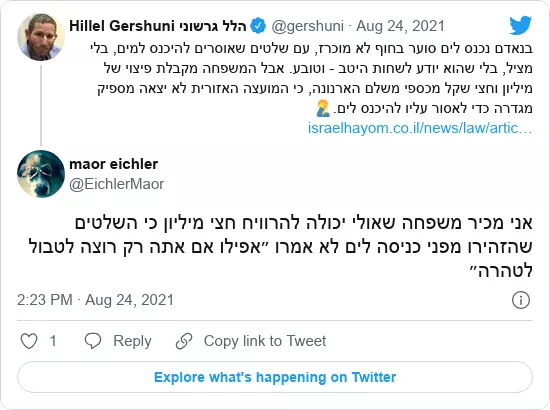 Hillel Gershuni הלל גרשוני @gershuni · Aug 24, 2021
בנאדם נכנס לים סוער בחוף לא מוכרז, עם שלטים שאוסרים להיכנס למים, בלי
מציל, בלי שהוא יודע לשחות היטב - וטובע. אבל המשפחה מקבלת פיצוי של
מיליון וחצי שקל מכספי משלם הארנונה, כי המועצה האזורית לא יצאה מספיק
מגדרה כדי לאסור עליו להיכנס לים. 🤦‍♂️
israelhayom.co.il/news/law/artic…
maor eichler
@EichlerMaor
אני מכיר משפחה שאולי יכולה להרוויח חצי מיליון כי השלטים
שהזהירו מפני כניסה לים לא אמרו ״אפילו אם אתה רק רוצה לטבול
לטהרה״
2:23 PM · Aug 24, 2021
1 Reply Copy link to Tweet
Explore what's happening on Twitter